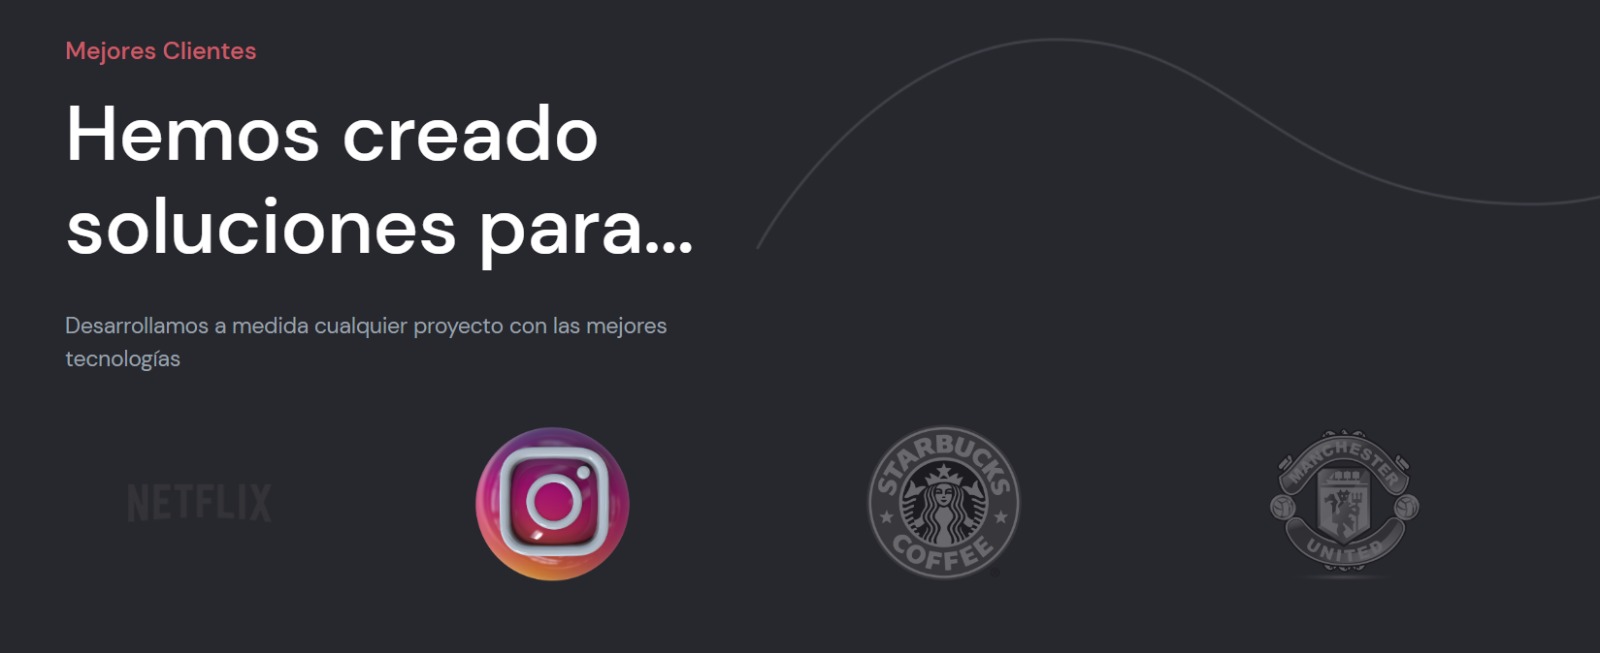 Mejores Clientes
Hemos creado
soluciones para...
Desarrollamos a medida cualquier proyecto con las mejores
tecnologías
NETFLIX
STARBUCKS
COFFEE
MANCHESTER
UNITED